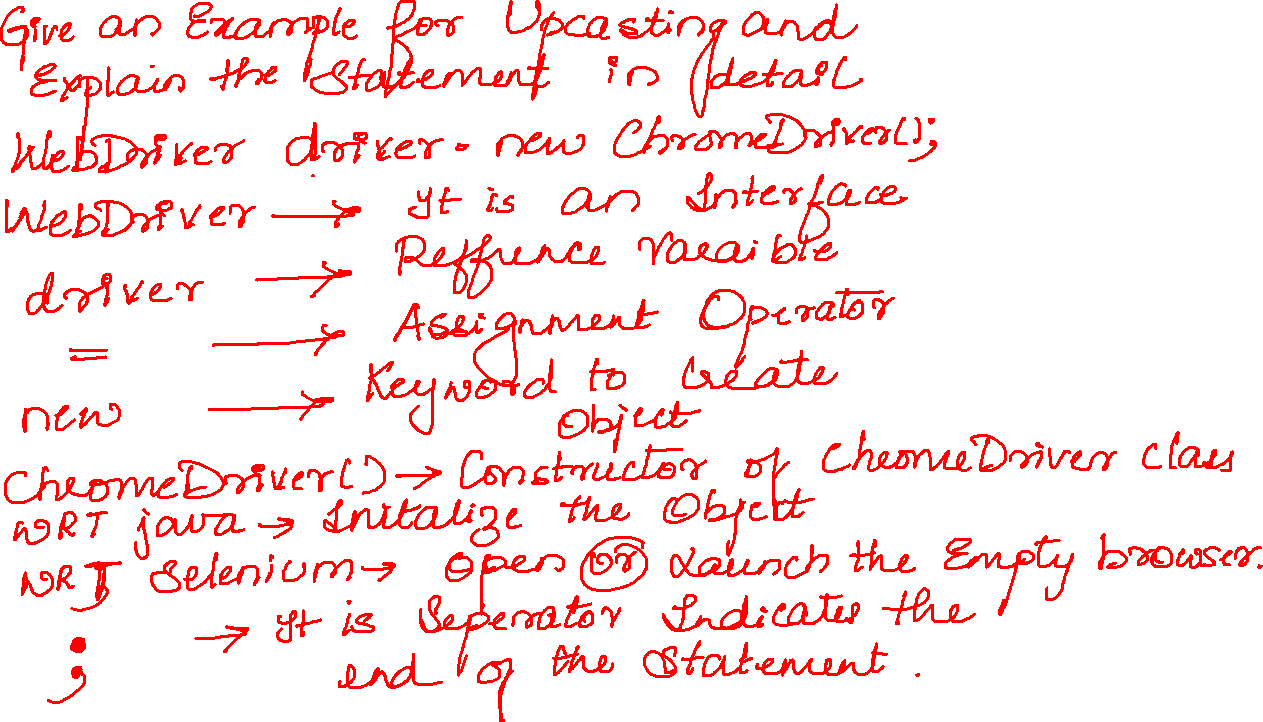 Give an Example for Upcasting and
Explain the Statement in detail
WebDriver driver = new ChromeDriver();
WebDriver → It is an Interface
driver → Reffrence Varaible
= → Assignment Operator
new → Keyword to Create
Object
ChromeDriver() → Constructor of ChromeDriver class
WRT java → Initalize the Object
WRT Selenium → Open or Launch the Empty browser.
; → It is Seperator Indicates the
end of the Statement.